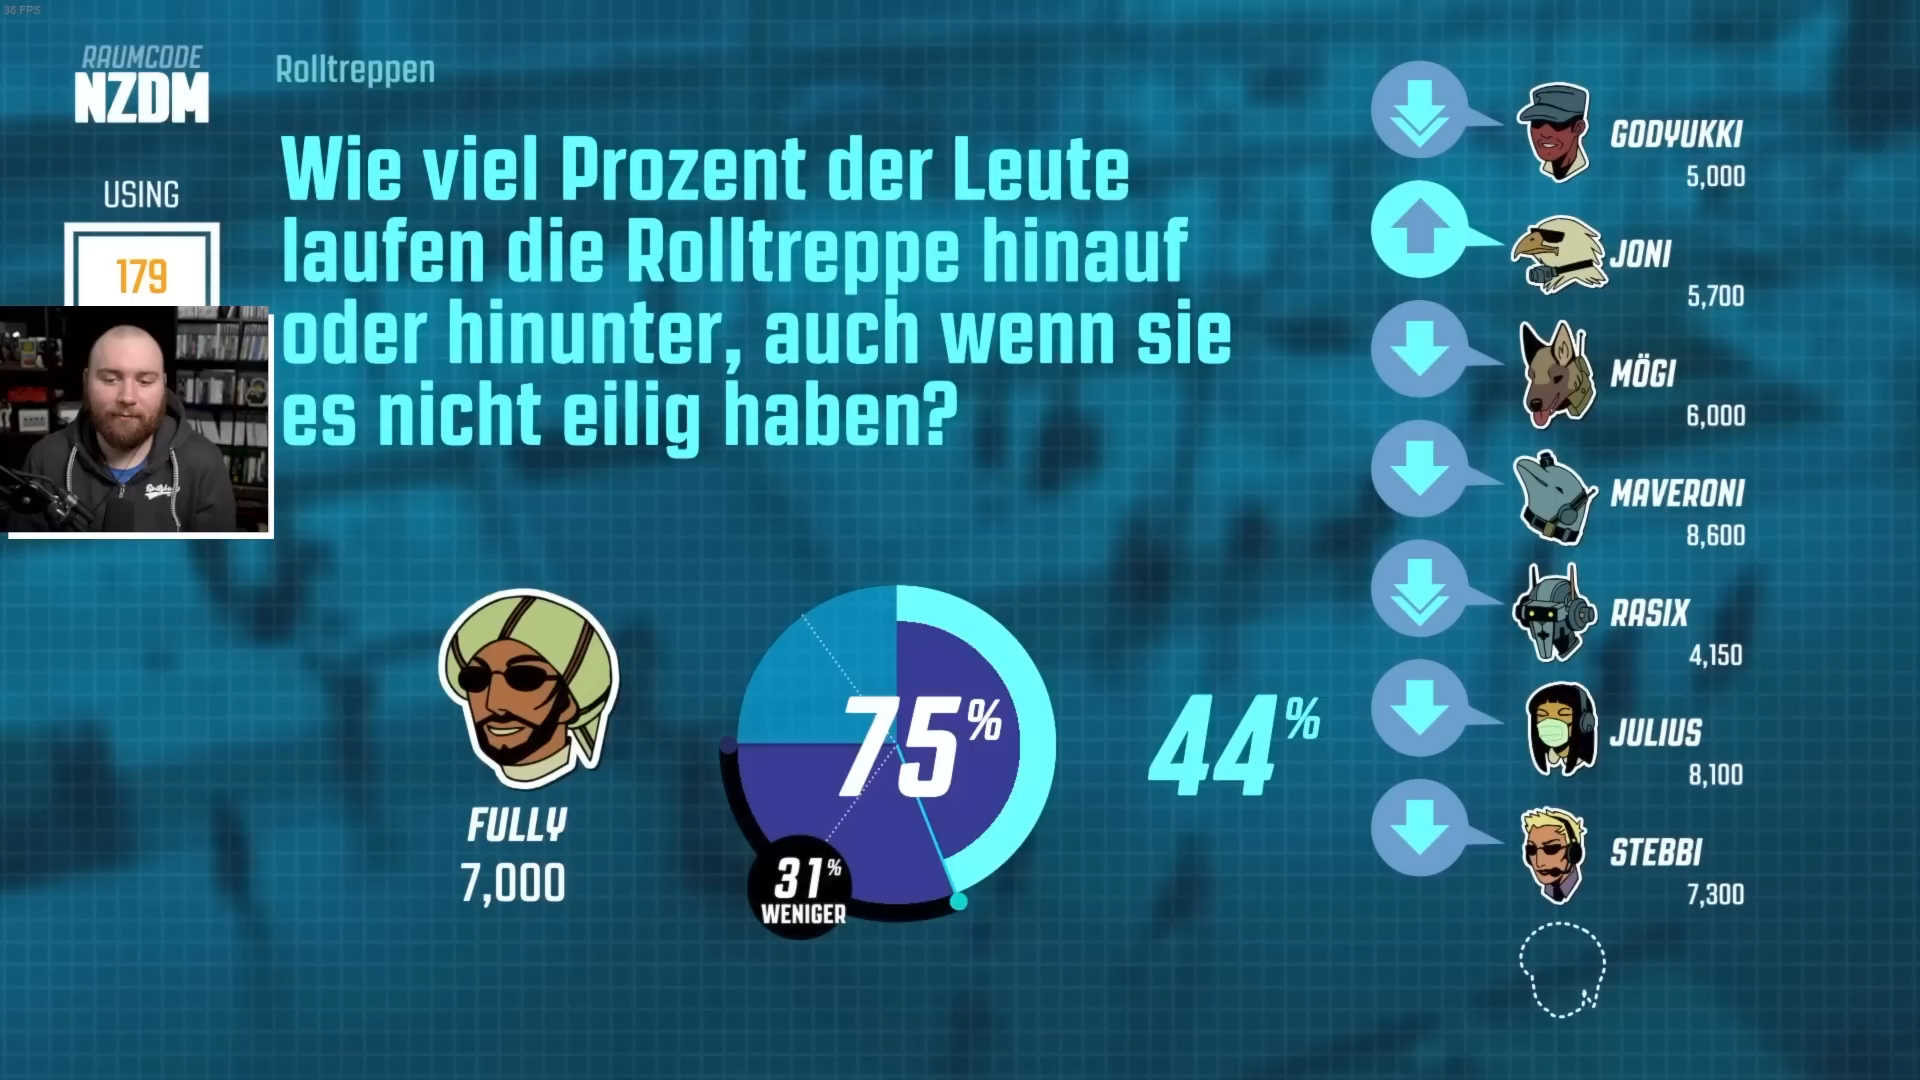 38 FPS
RAUMCODE
NZDM
USING
179
Rolltreppen
Wie viel Prozent der Leute
laufen die Rolltreppe hinauf
oder hinunter, auch wenn sie
es nicht eilig haben?
FULLY
7,000
75%
31%
WENIGER
44%
GODYUKKI
5,000
JONI
5,700
MÖGI
6,000
MAVERONI
8,600
RASIX
4,150
JULIUS
8,100
STEBBI
7,300